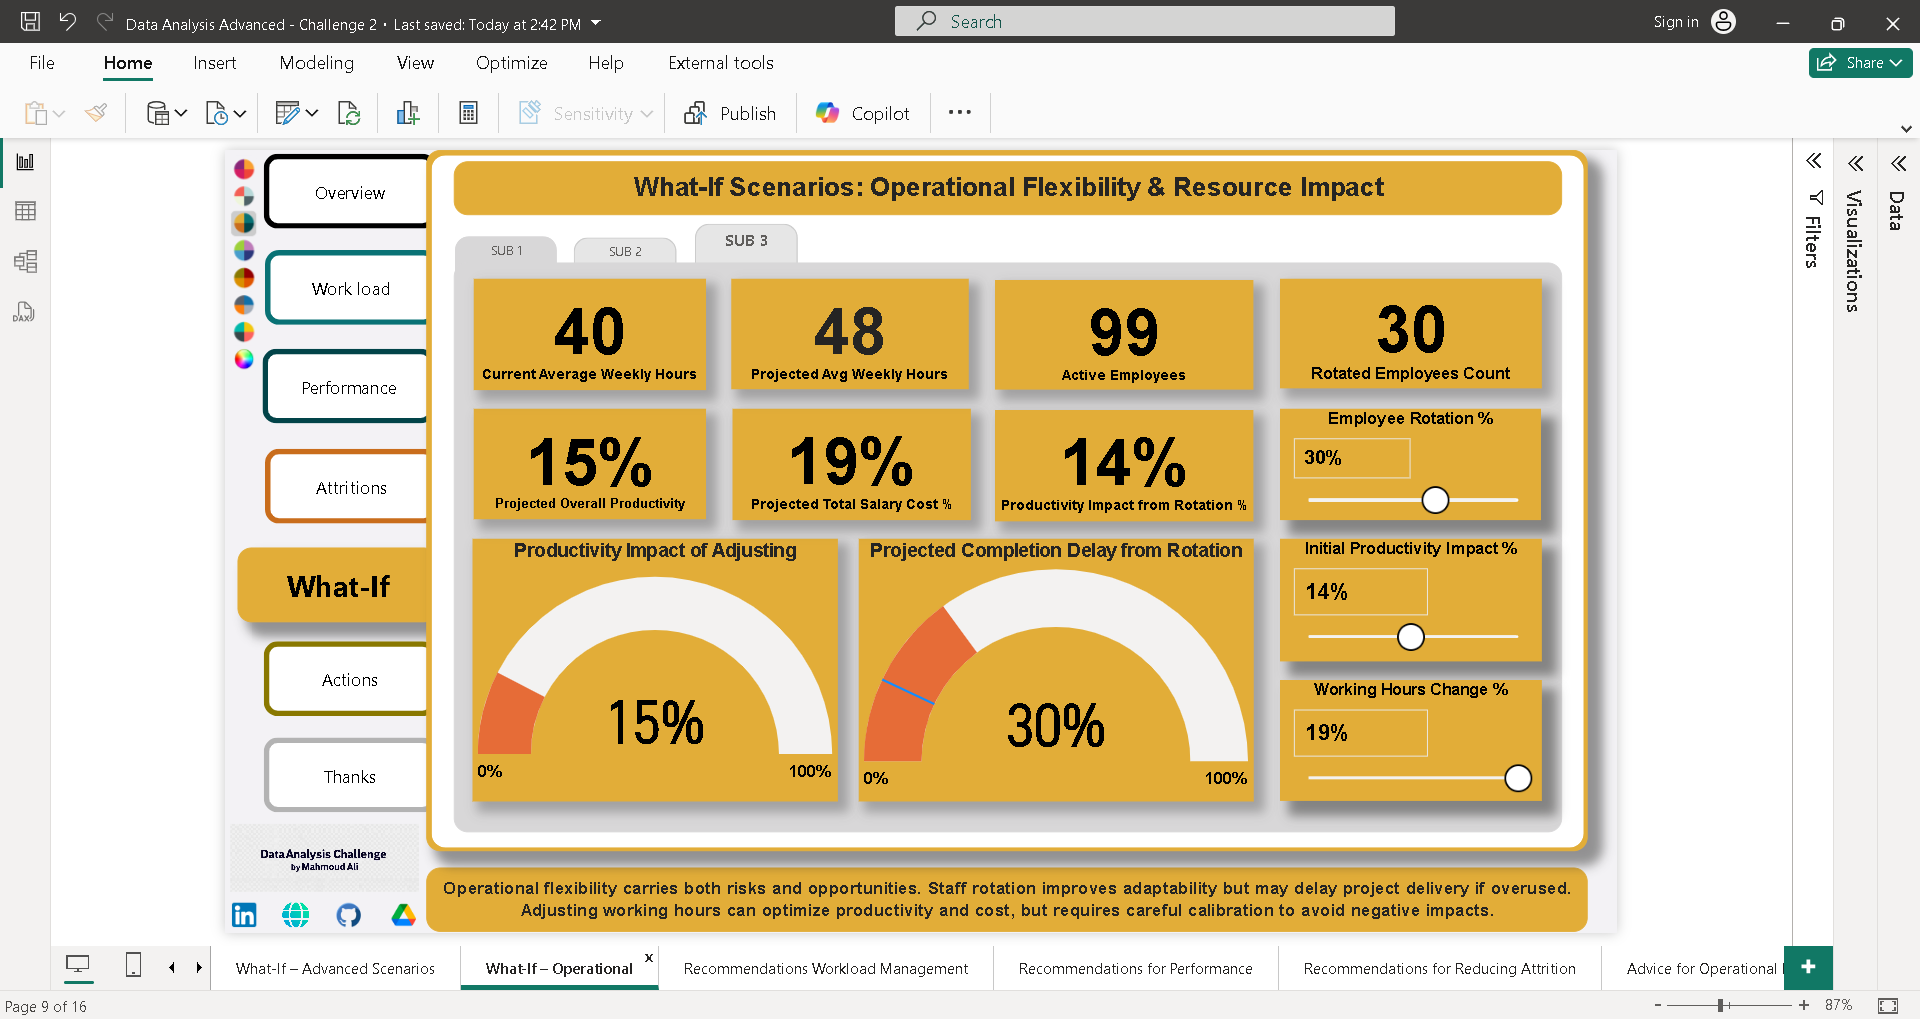 Data Analysis Advanced - Challenge 2 • Last saved: Today at 2:42 PM
Search
Sign in
File
Home
Insert
Modeling
View
Optimize
Help
External tools
Share
Sensitivity
Publish
Copilot
DAX
Filters
Visualizations
Data
Overview
Work load
Performance
Attritions
What-If
Actions
Thanks
Data Analysis Challenge
by Mahmoud Ali
What-If Scenarios: Operational Flexibility & Resource Impact
SUB 1
SUB 2
SUB 3
40
Current Average Weekly Hours
48
Projected Avg Weekly Hours
99
Active Employees
30
Rotated Employees Count
15%
Projected Overall Productivity
19%
Projected Total Salary Cost %
14%
Productivity Impact from Rotation %
Employee Rotation %
30%
Productivity Impact of Adjusting
15%
0%
100%
Projected Completion Delay from Rotation
30%
0%
100%
Initial Productivity Impact %
14%
Working Hours Change %
19%
Operational flexibility carries both risks and opportunities. Staff rotation improves adaptability but may delay project delivery if overused.
Adjusting working hours can optimize productivity and cost, but requires careful calibration to avoid negative impacts.
What-If – Advanced Scenarios
What-If – Operational
x
Recommendations Workload Management
Recommendations for Performance
Recommendations for Reducing Attrition
Advice for Operational
Page 9 of 16
87%